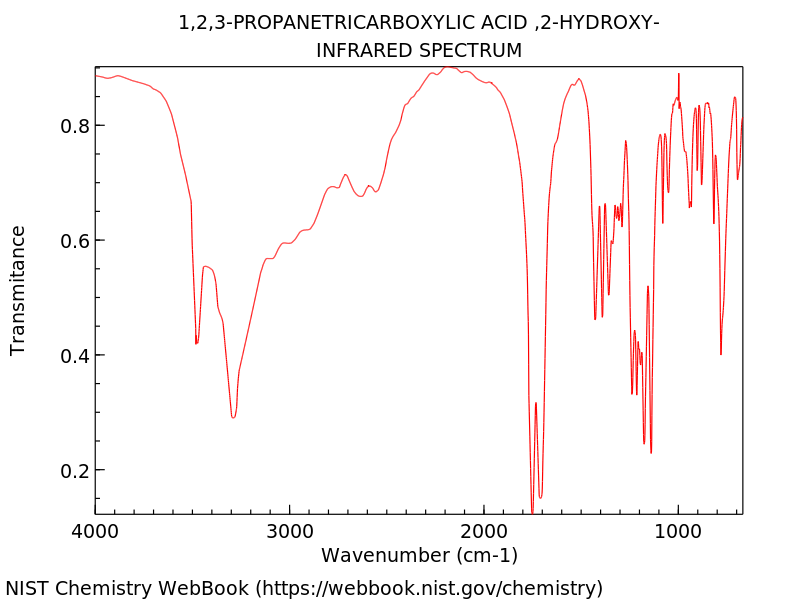 1,2,3-PROPANETRICARBOXYLIC ACID ,2-HYDROXY-
INFRARED SPECTRUM
0.8
0.6
0.4
0.2
Transmitance
4000 3000 2000 1000
Wavenumber (cm-1)
NIST Chemistry WebBook (https://webbook.nist.gov/chemistry)